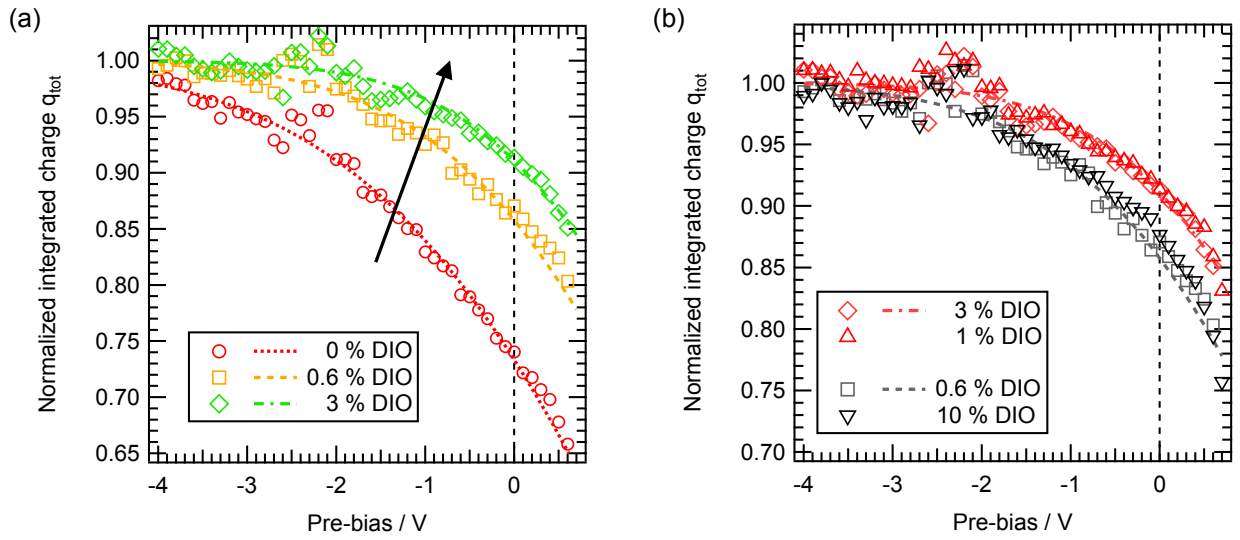 (a)
Normalized integrated charge qtot
1.00
0.95
0.90
0.85
0.80
0.75
0.70
0.65
0 % DIO
0.6 % DIO
3 % DIO
-4 -3 -2 -1 0
Pre-bias / V
(b)
Normalized integrated charge qtot
1.00
0.95
0.90
0.85
0.80
0.75
0.70
3 % DIO
1 % DIO
0.6 % DIO
10 % DIO
-4 -3 -2 -1 0
Pre-bias / V